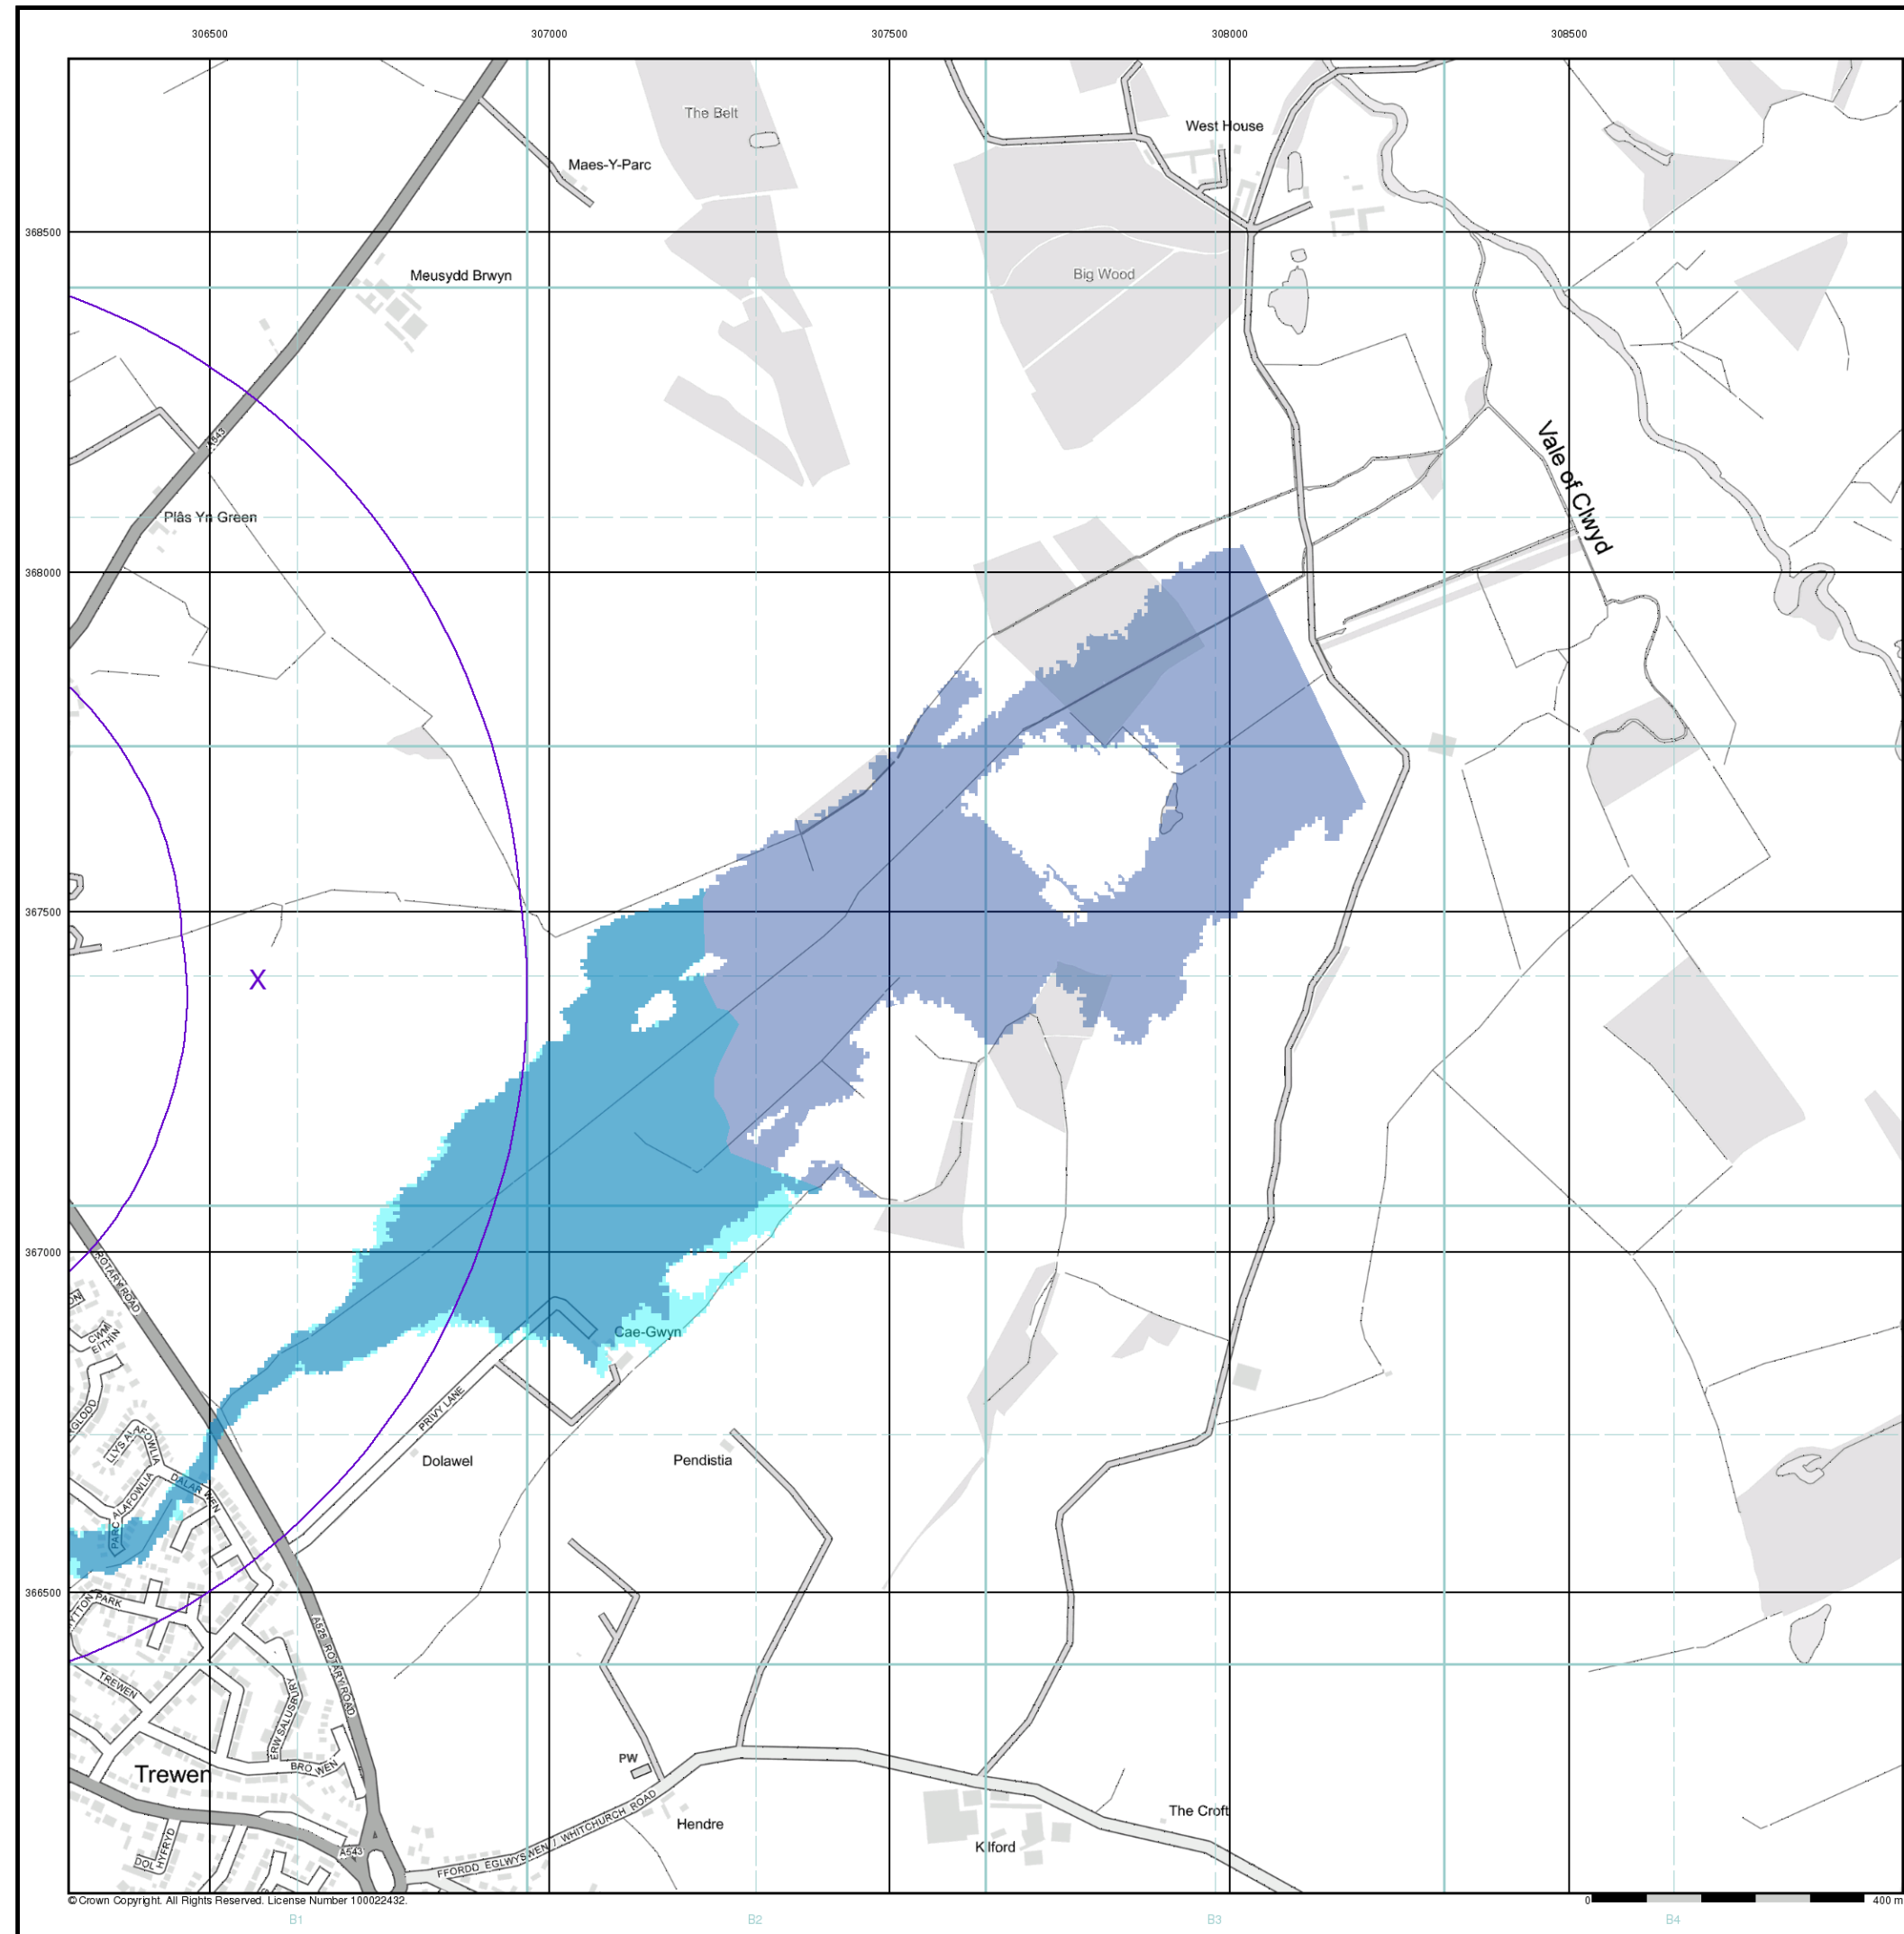 306500 307000 307500 308000 308500
The Belt
West House
Maes-Y-Parc
368500
Meusydd Brwyn
Big Wood
A543
Vale of Clwyd
Plâs Yn Green
368000
367500
X
367000
ROTARY ROAD
CWM
EITHIN
Cae-Gwyn
PRIVY LANE
Dolawel
Pendistia
DALAR WEN
PARC ALAFOWLIA
366500
PARK
A525 ROTARY ROAD
TREWEN
ERW SALUSBURY
BRO WEN
Trewen
PW
Hendre
The Croft
FFORDD EGLWYSWEN / WHITCHURCH ROAD
Kilford
A543
HYFRYD
© Crown Copyright. All Rights Reserved. License Number 100022432.
0 400 m
B1 B2 B3 B4